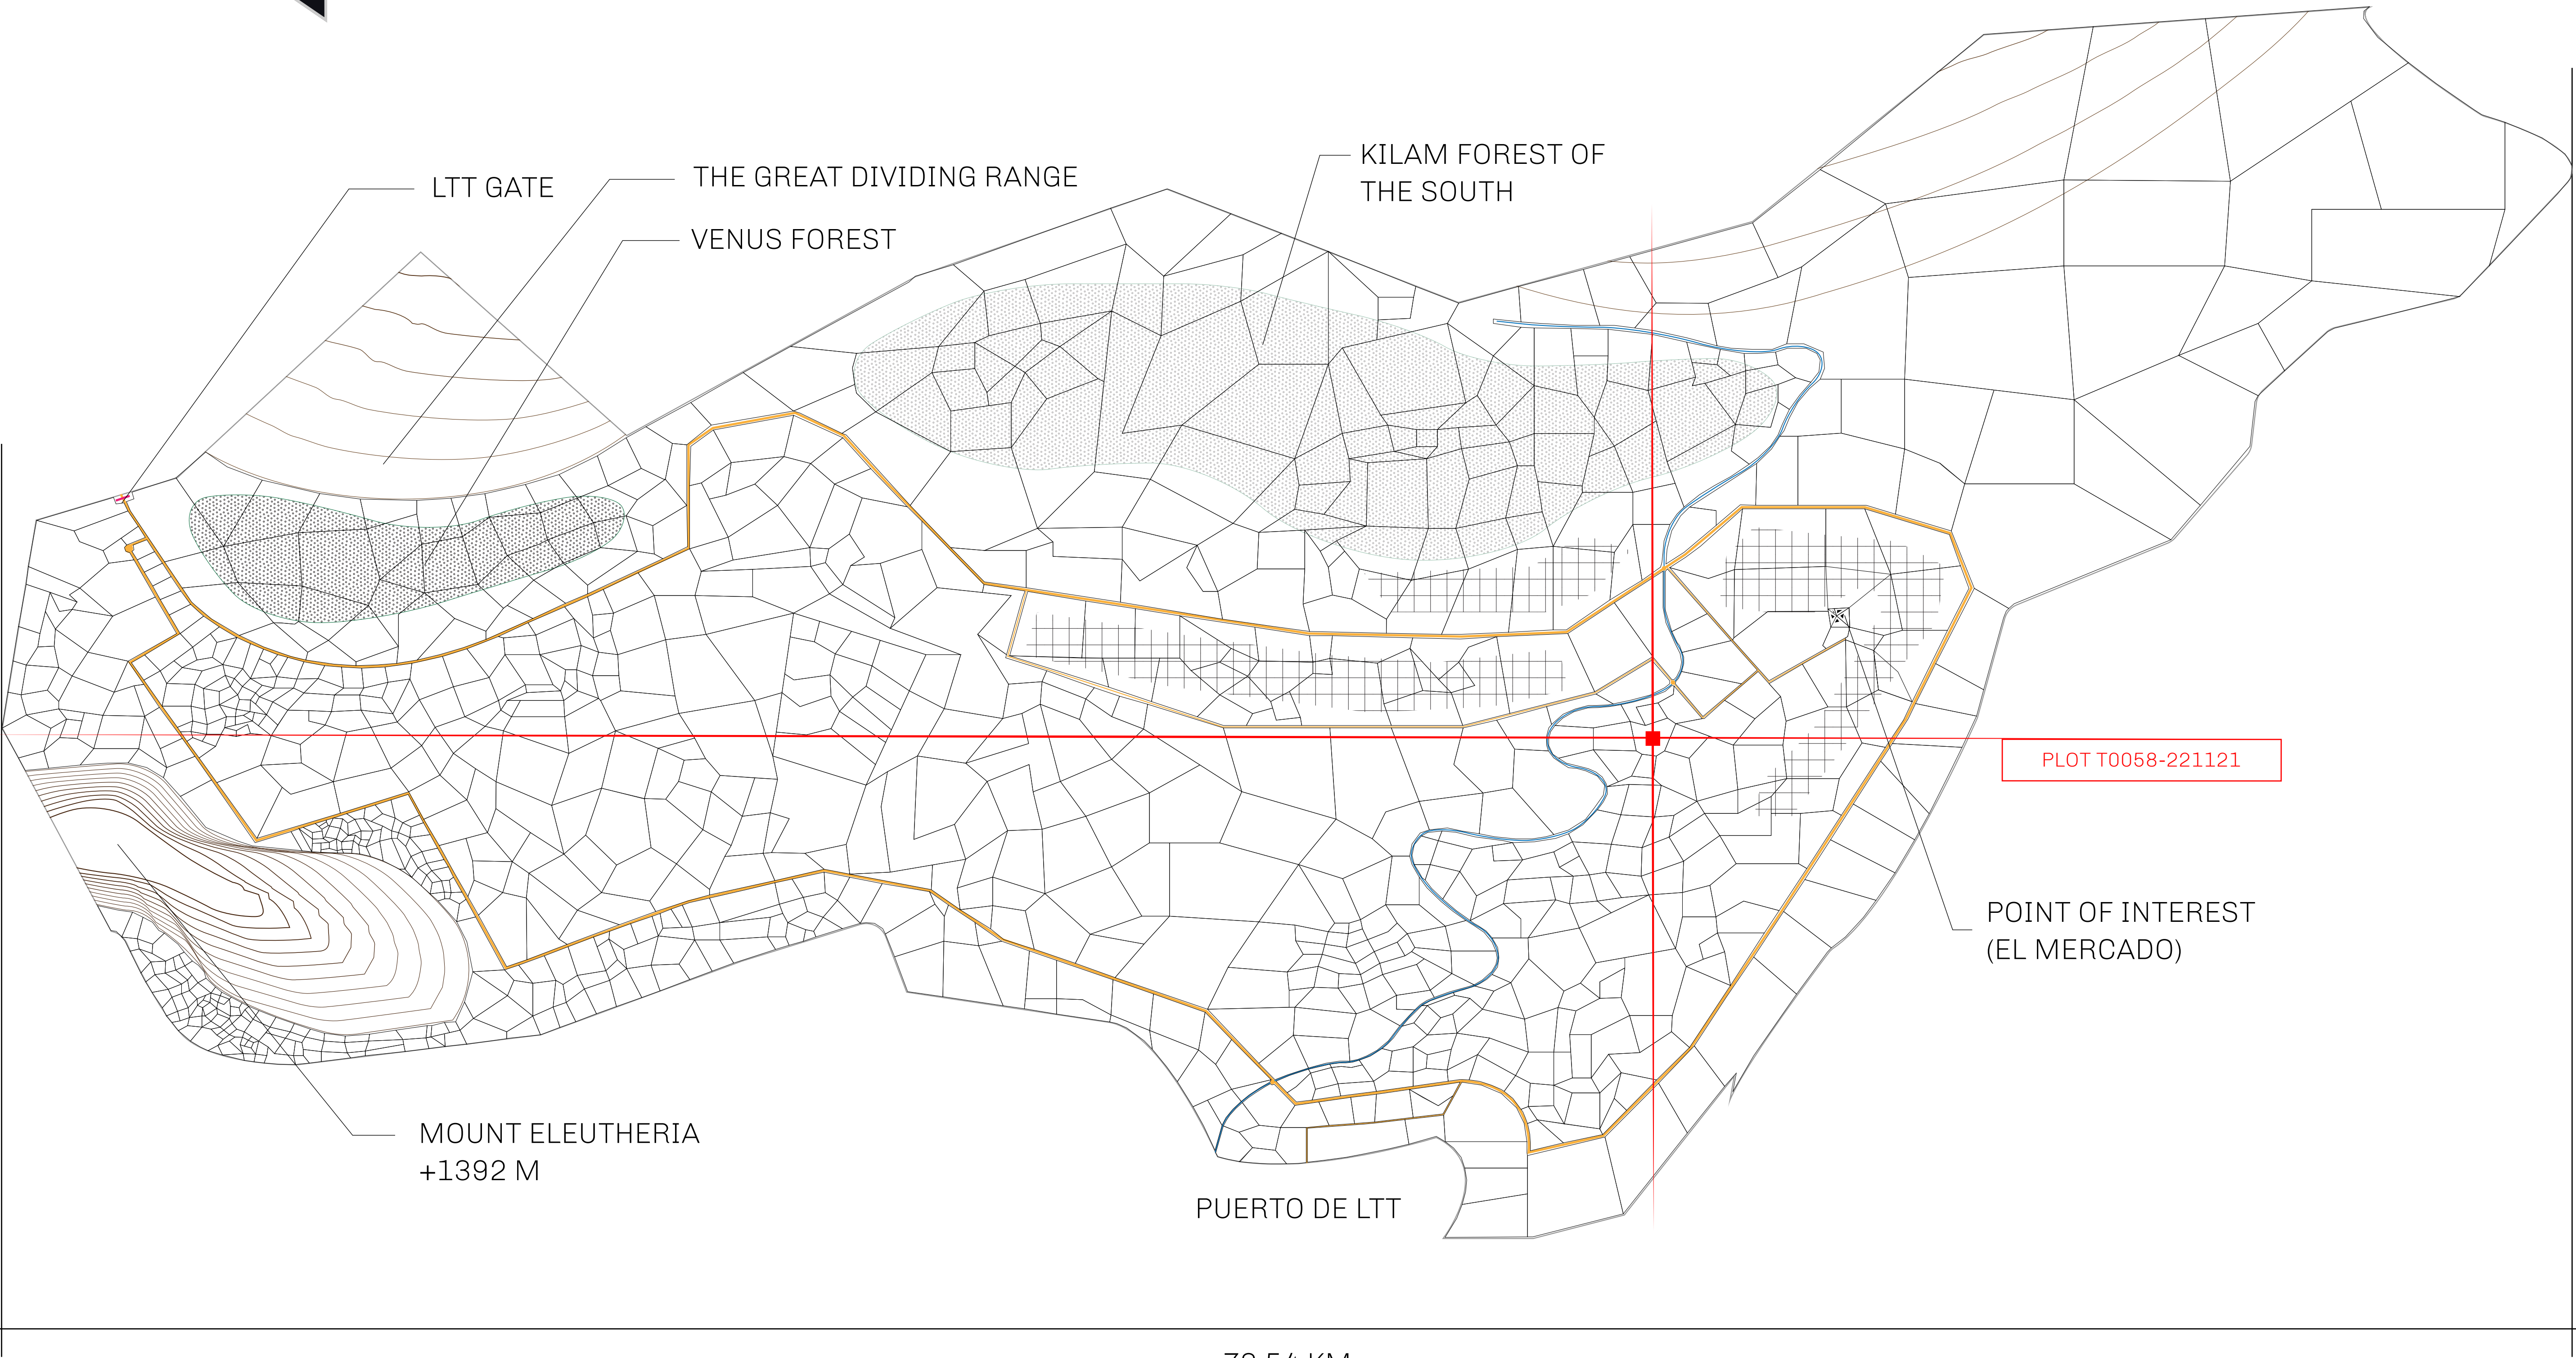 KILAM FOREST OF
THE SOUTH
THE GREAT DIVIDING RANGE
LTT GATE
VENUS FOREST
PLOT T0058-221121
POINT OF INTEREST
(EL MERCADO)
MOUNT ELEUTHERIA
+1392 M
PUERTO DE LTT